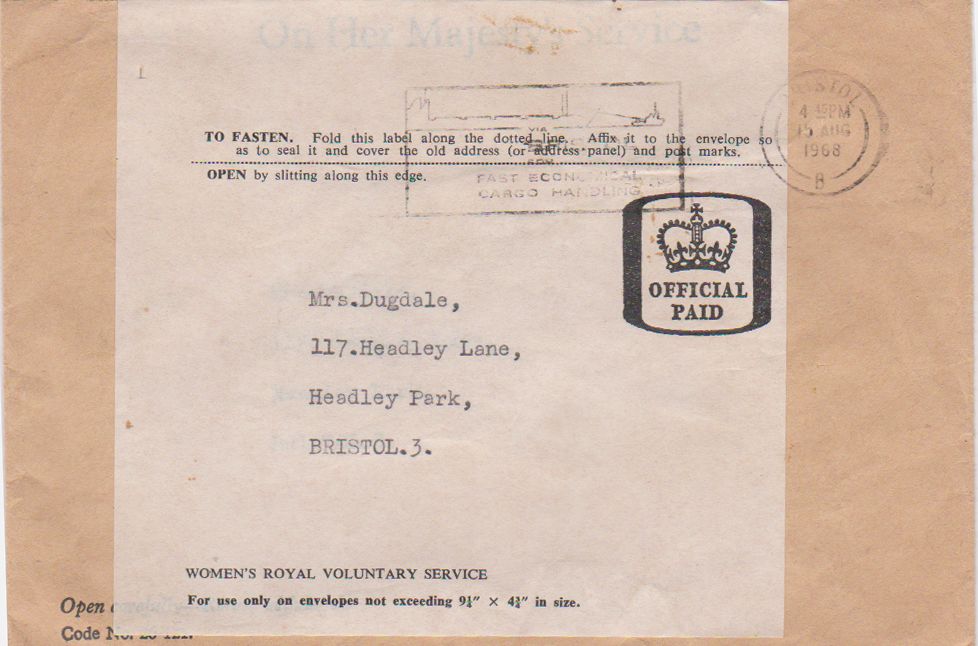 On Her Majesty's Service
BRISTOL
4 45PM
15 AUG
1968
B
VIA
FAST ECONOMICAL
CARGO HANDLING
TO FASTEN. Fold this label along the dotted line. Affix it to the envelope so
as to seal it and cover the old address (or address panel) and post marks.
OPEN by slitting along this edge.
OFFICIAL
PAID
Mrs.Dugdale,
117.Headley Lane,
Headley Park,
BRISTOL.3.
WOMEN'S ROYAL VOLUNTARY SERVICE
For use only on envelopes not exceeding 9¼" × 4¾" in size.
Open
Code No.